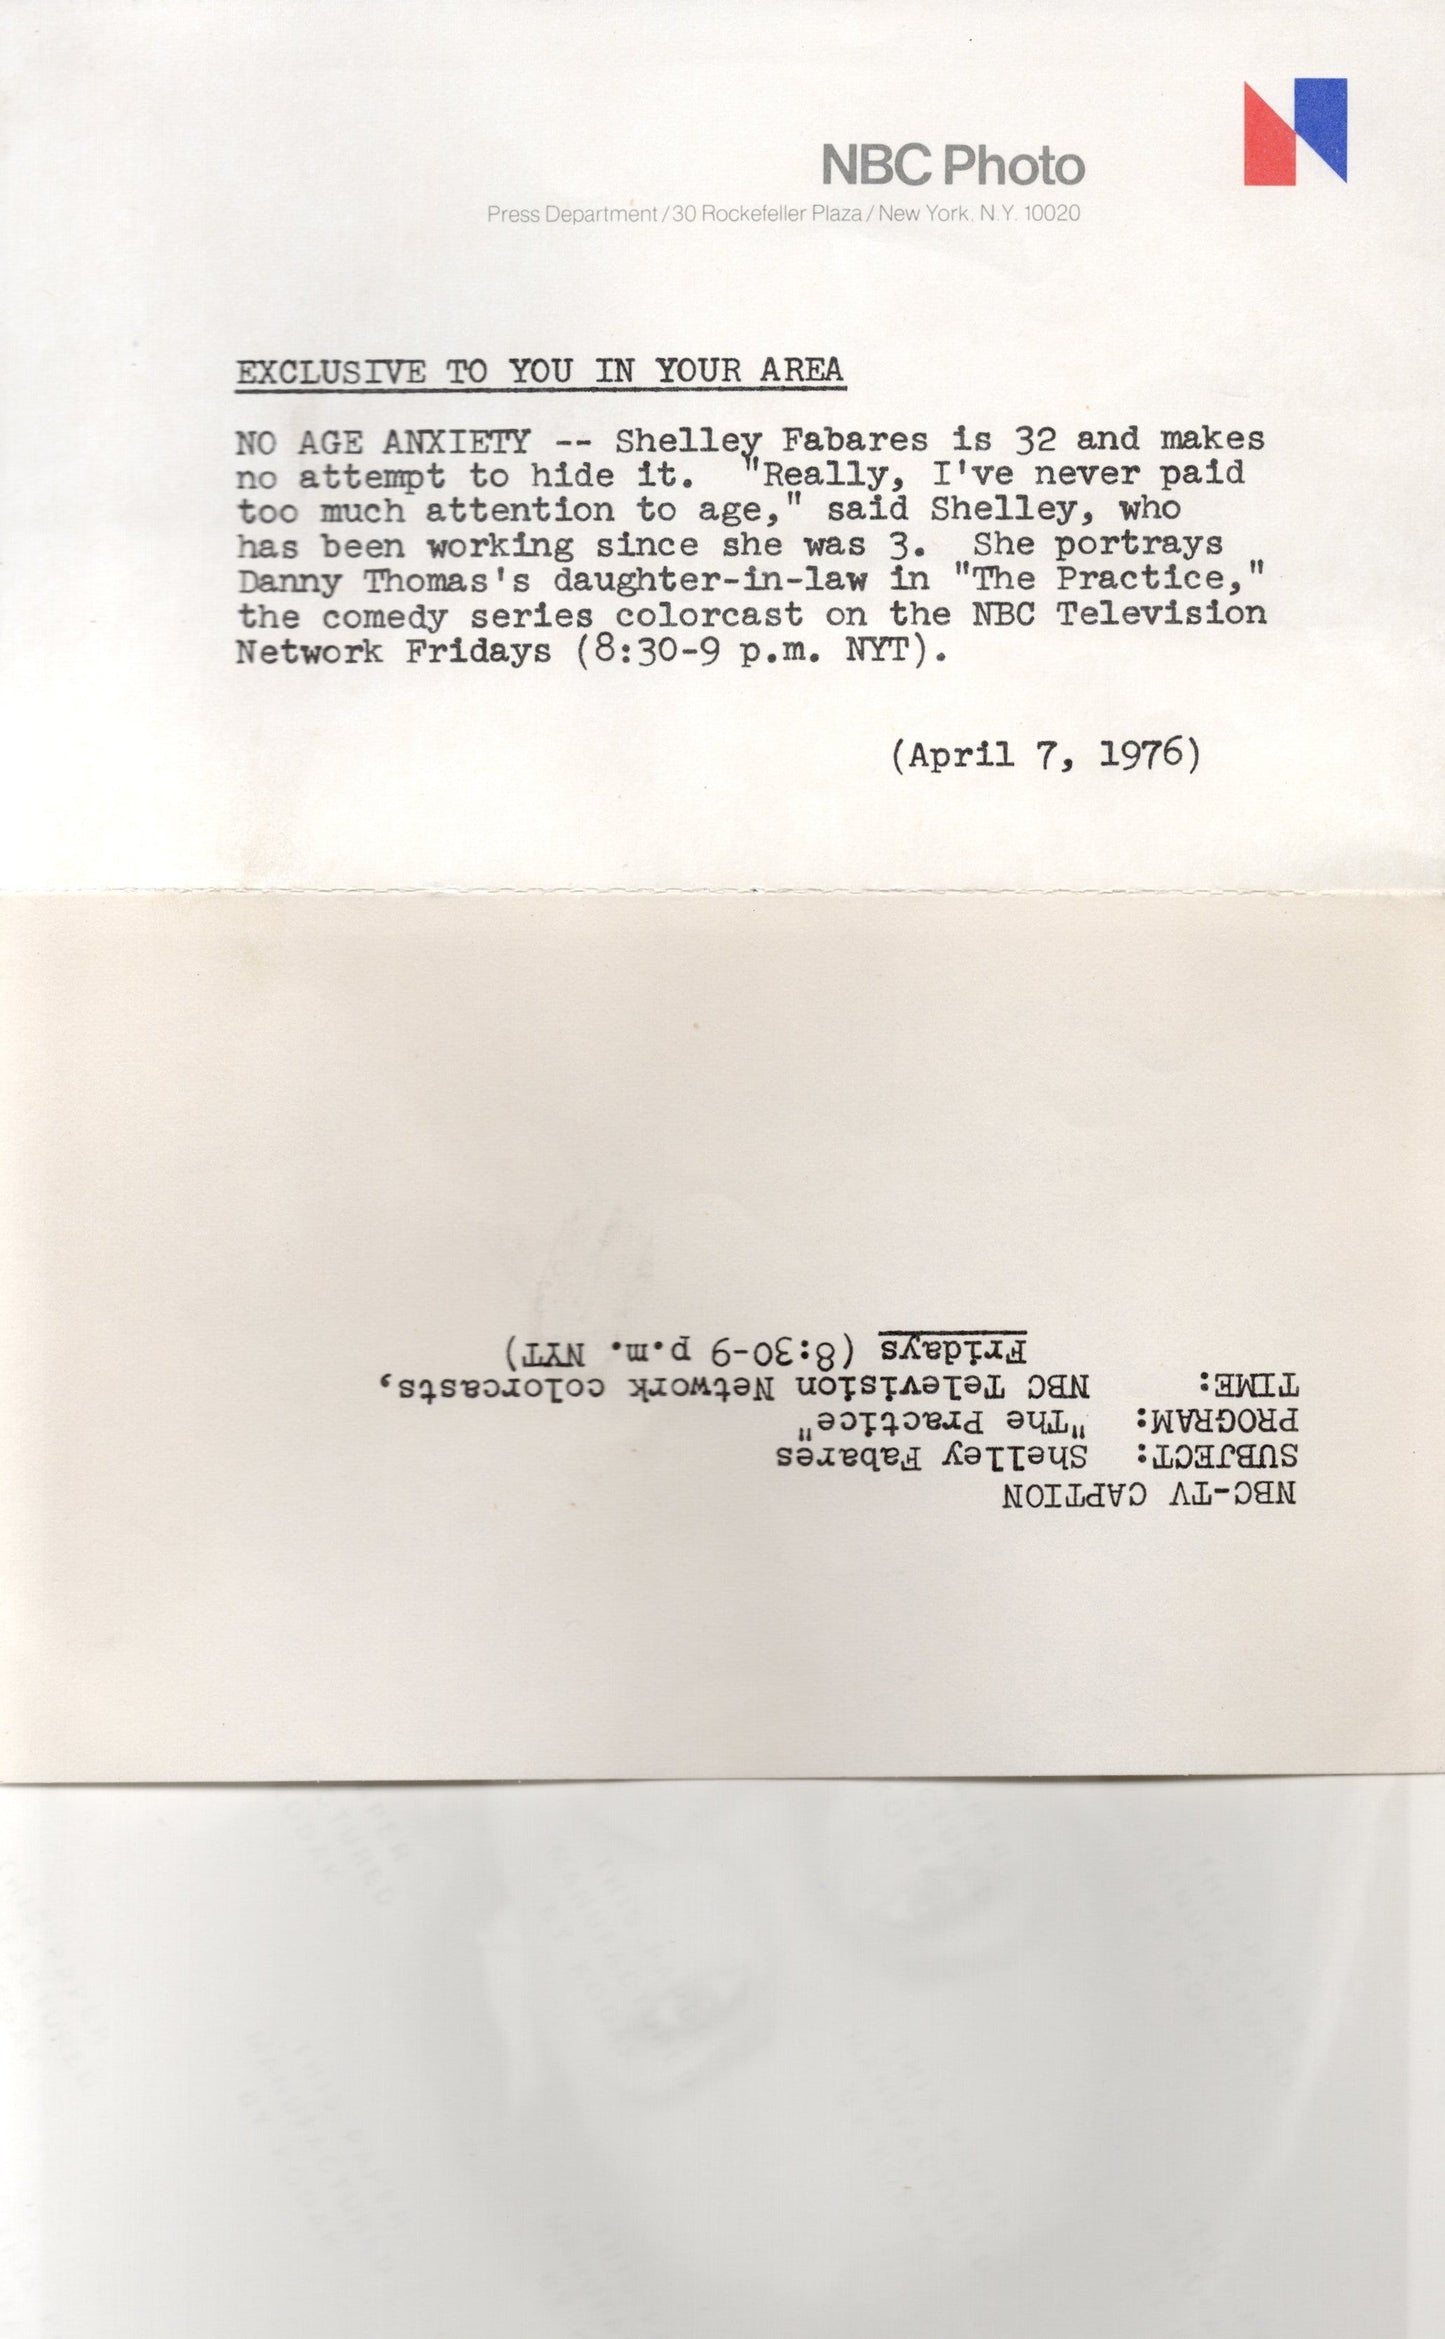 NBC Photo
Press Department/30 Rockefeller Plaza/New York, N.Y. 10020
EXCLUSIVE TO YOU IN YOUR AREA
NO AGE ANXIETY -- Shelley Fabares is 32 and makes
no attempt to hide it. "Really, I've never paid
too much attention to age," said Shelley, who
has been working since she was 3. She portrays
Danny Thomas's daughter-in-law in "The Practice,"
the comedy series colorcast on the NBC Television
Network Fridays (8:30-9 p.m. NYT).
(April 7, 1976)
NBC-TV CAPTION
SUBJECT: Shelley Fabares
PROGRAM: "The Practice"
TIME: NBC Television Network colorcasts,
Fridays (8:30-9 p.m. NYT)